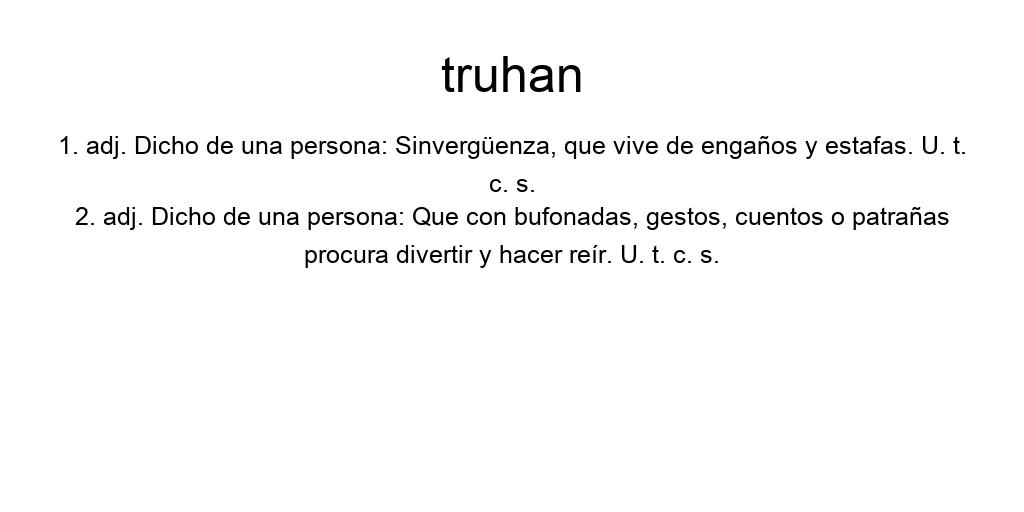 truhan
1. adj. Dicho de una persona: Sinvergüenza, que vive de engaños y estafas. U. t.
c. s.
2. adj. Dicho de una persona: Que con bufonadas, gestos, cuentos o patrañas
procura divertir y hacer reír. U. t. c. s.